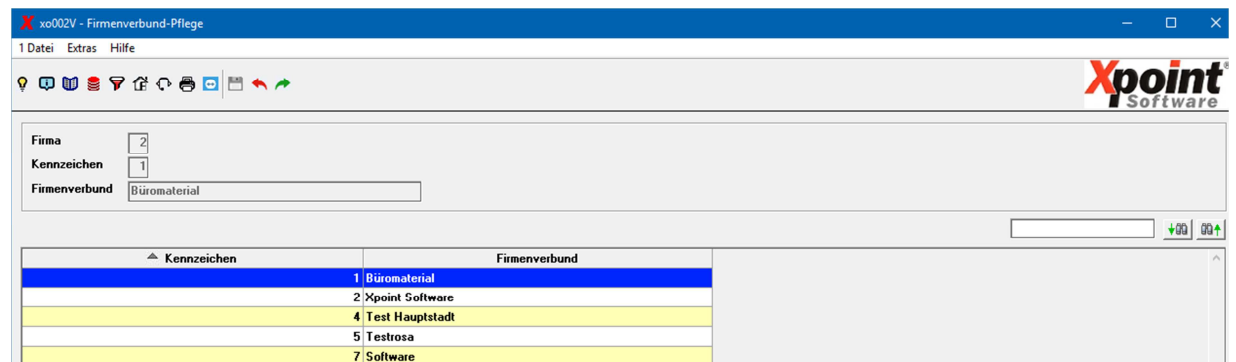 xo002V - Firmenverbund-Pflege
1 Datei Extras Hilfe
Xpoint®
Software
Firma 2
Kennzeichen 1
Firmenverbund Büromaterial
Kennzeichen Firmenverbund
1 Büromaterial
2 Xpoint Software
4 Test Hauptstadt
5 Testrosa
7 Software